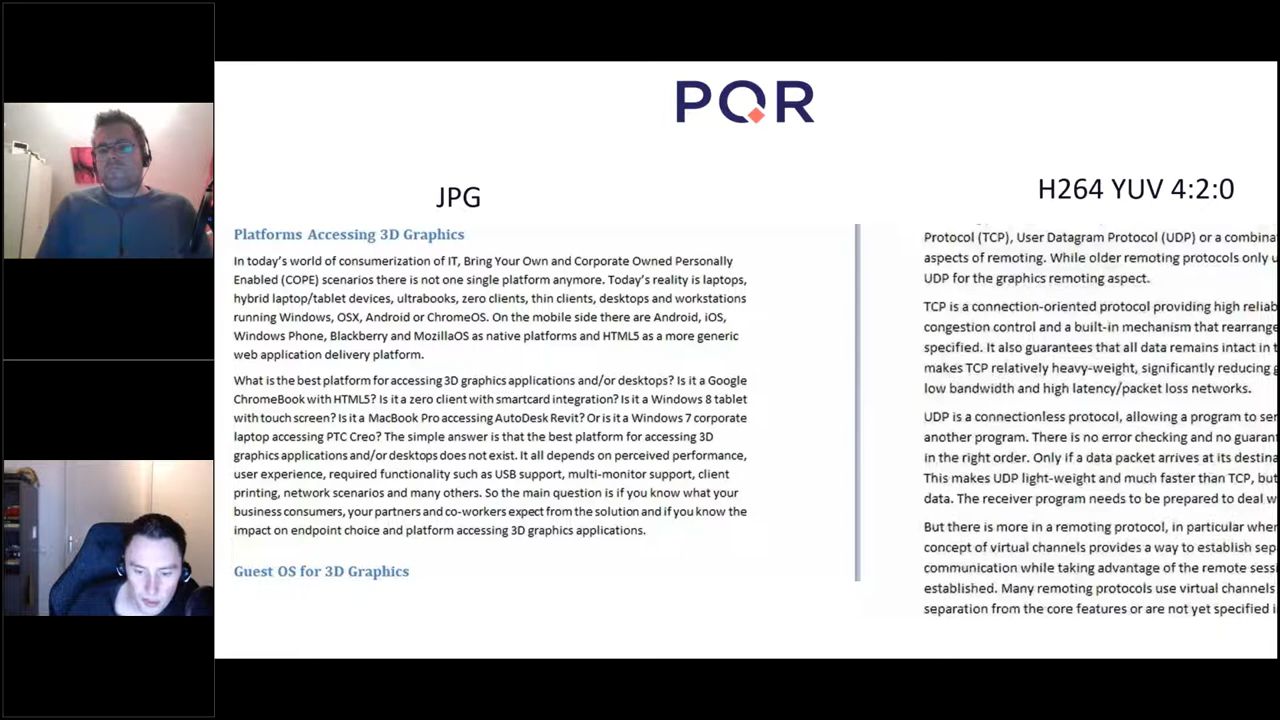 PQR
JPG
Platforms Accessing 3D Graphics
In today's world of consumerization of IT, Bring Your Own and Corporate Owned Personally
Enabled (COPE) scenarios there is not one single platform anymore. Today's reality is laptops,
hybrid laptop/tablet devices, ultrabooks, zero clients, thin clients, desktops and workstations
running Windows, OSX, Android or ChromeOS. On the mobile side there are Android, iOS,
Windows Phone, Blackberry and MozillaOS as native platforms and HTML5 as a more generic
web application delivery platform.
What is the best platform for accessing 3D graphics applications and/or desktops? Is it a Google
ChromeBook with HTML5? Is it a zero client with smartcard integration? Is it a Windows 8 tablet
with touch screen? Is it a MacBook Pro accessing AutoDesk Revit? Or is it a Windows 7 corporate
laptop accessing PTC Creo? The simple answer is that the best platform for accessing 3D
graphics applications and/or desktops does not exist. It all depends on perceived performance,
user experience, required functionality such as USB support, multi-monitor support, client
printing, network scenarios and many others. So the main question is if you know what your
business consumers, your partners and co-workers expect from the solution and if you know the
impact on endpoint choice and platform accessing 3D graphics applications.
Guest OS for 3D Graphics
H264 YUV 4:2:0
Protocol (TCP), User Datagram Protocol (UDP) or a combina
aspects of remoting. While older remoting protocols only u
UDP for the graphics remoting aspect.
TCP is a connection-oriented protocol providing high reliab
congestion control and a built-in mechanism that rearrange
specified. It also guarantees that all data remains intact in t
makes TCP relatively heavy-weight, significantly reducing g
low bandwidth and high latency/packet loss networks.
UDP is a connectionless protocol, allowing a program to sen
another program. There is no error checking and no guaran
in the right order. Only if a data packet arrives at its destina
This makes UDP light-weight and much faster than TCP, but
data. The receiver program needs to be prepared to deal w
But there is more in a remoting protocol, in particular when
concept of virtual channels provides a way to establish sep
communication while taking advantage of the remote sessi
established. Many remoting protocols use virtual channels
separation from the core features or are not yet specified i